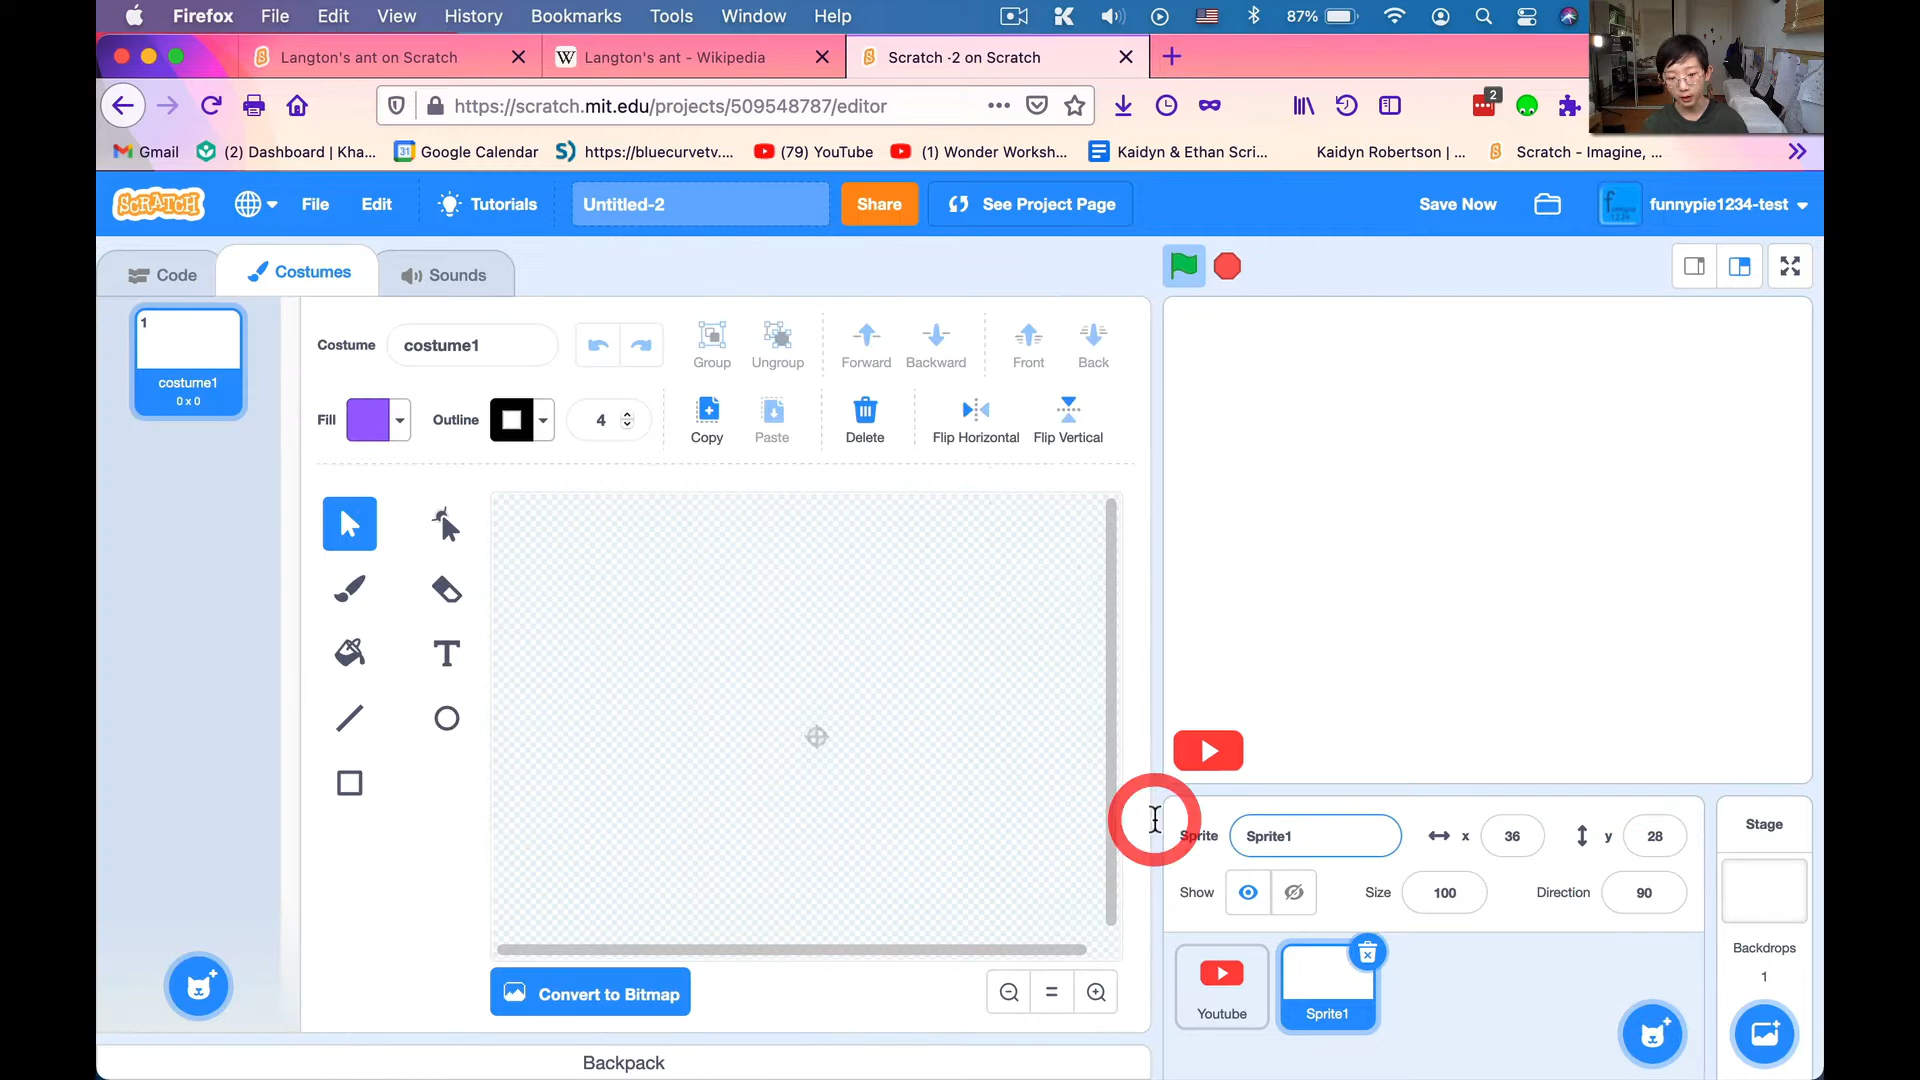 Firefox File Edit View History Bookmarks Tools Window Help 87%
Langton's ant on Scratch
Langton's ant - Wikipedia
Scratch -2 on Scratch
https://scratch.mit.edu/projects/509548787/editor
2
Gmail
(2) Dashboard | Kha...
31 Google Calendar
https://bluecurvetv....
(79) YouTube
(1) Wonder Worksh...
Kaidyn & Ethan Scri...
Kaidyn Robertson | ...
Scratch - Imagine, ...
SCRATCH
File Edit Tutorials
Untitled-2
Share
See Project Page
Save Now
funnypie1234-test
Code Costumes Sounds
1
costume1
0 x 0
Costume costume1
Group Ungroup Forward Backward Front Back
Fill Outline 4
Copy Paste Delete Flip Horizontal Flip Vertical
Convert to Bitmap
Backpack
Sprite Sprite1 x 36 y 28
Show Size 100 Direction 90
Youtube
Sprite1
Stage
Backdrops
1